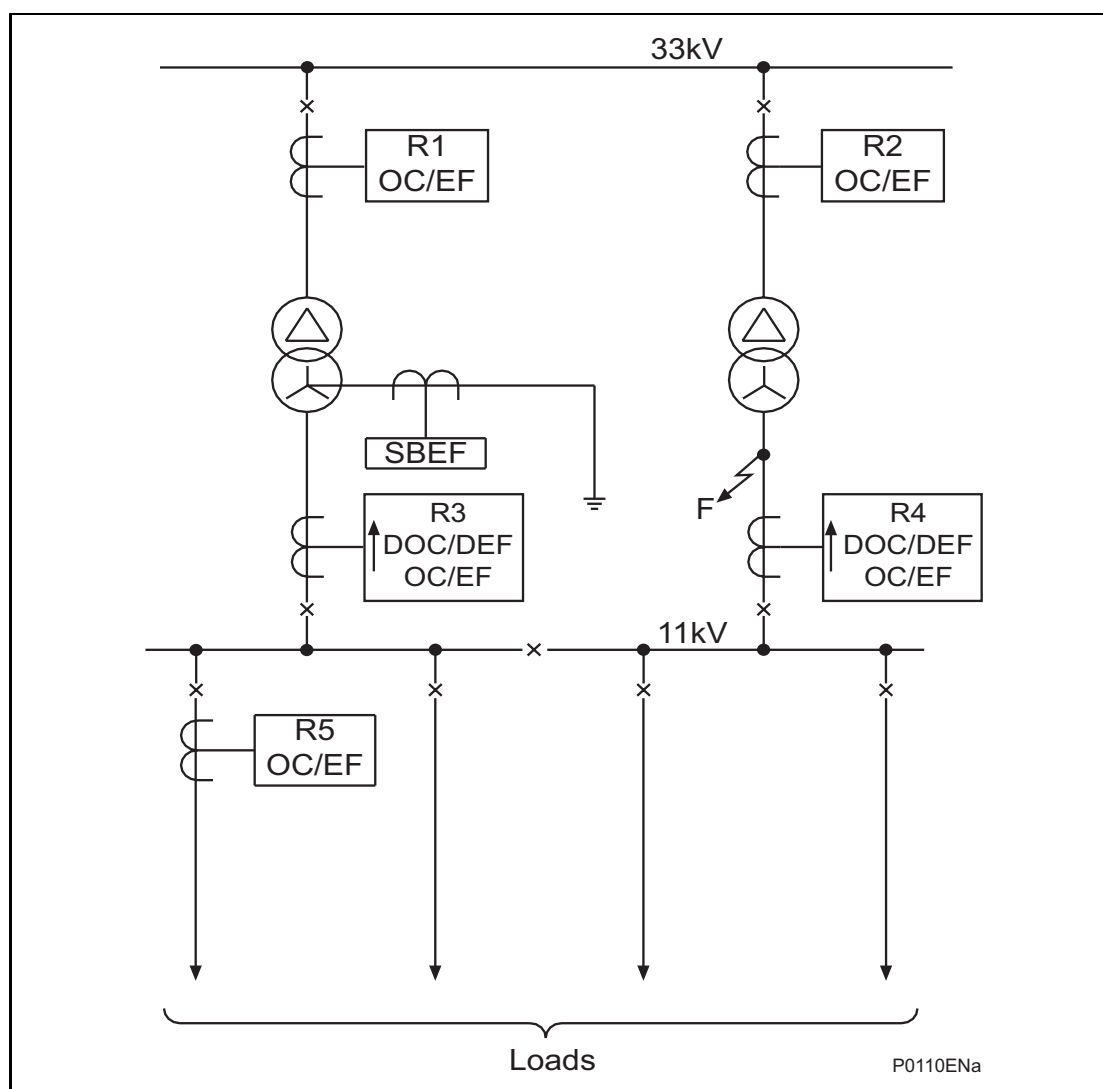 33kV
R1
OC/EF
R2
OC/EF
SBEF
F
R3
DOC/DEF
OC/EF
R4
DOC/DEF
OC/EF
11kV
R5
OC/EF
Loads
P0110ENa